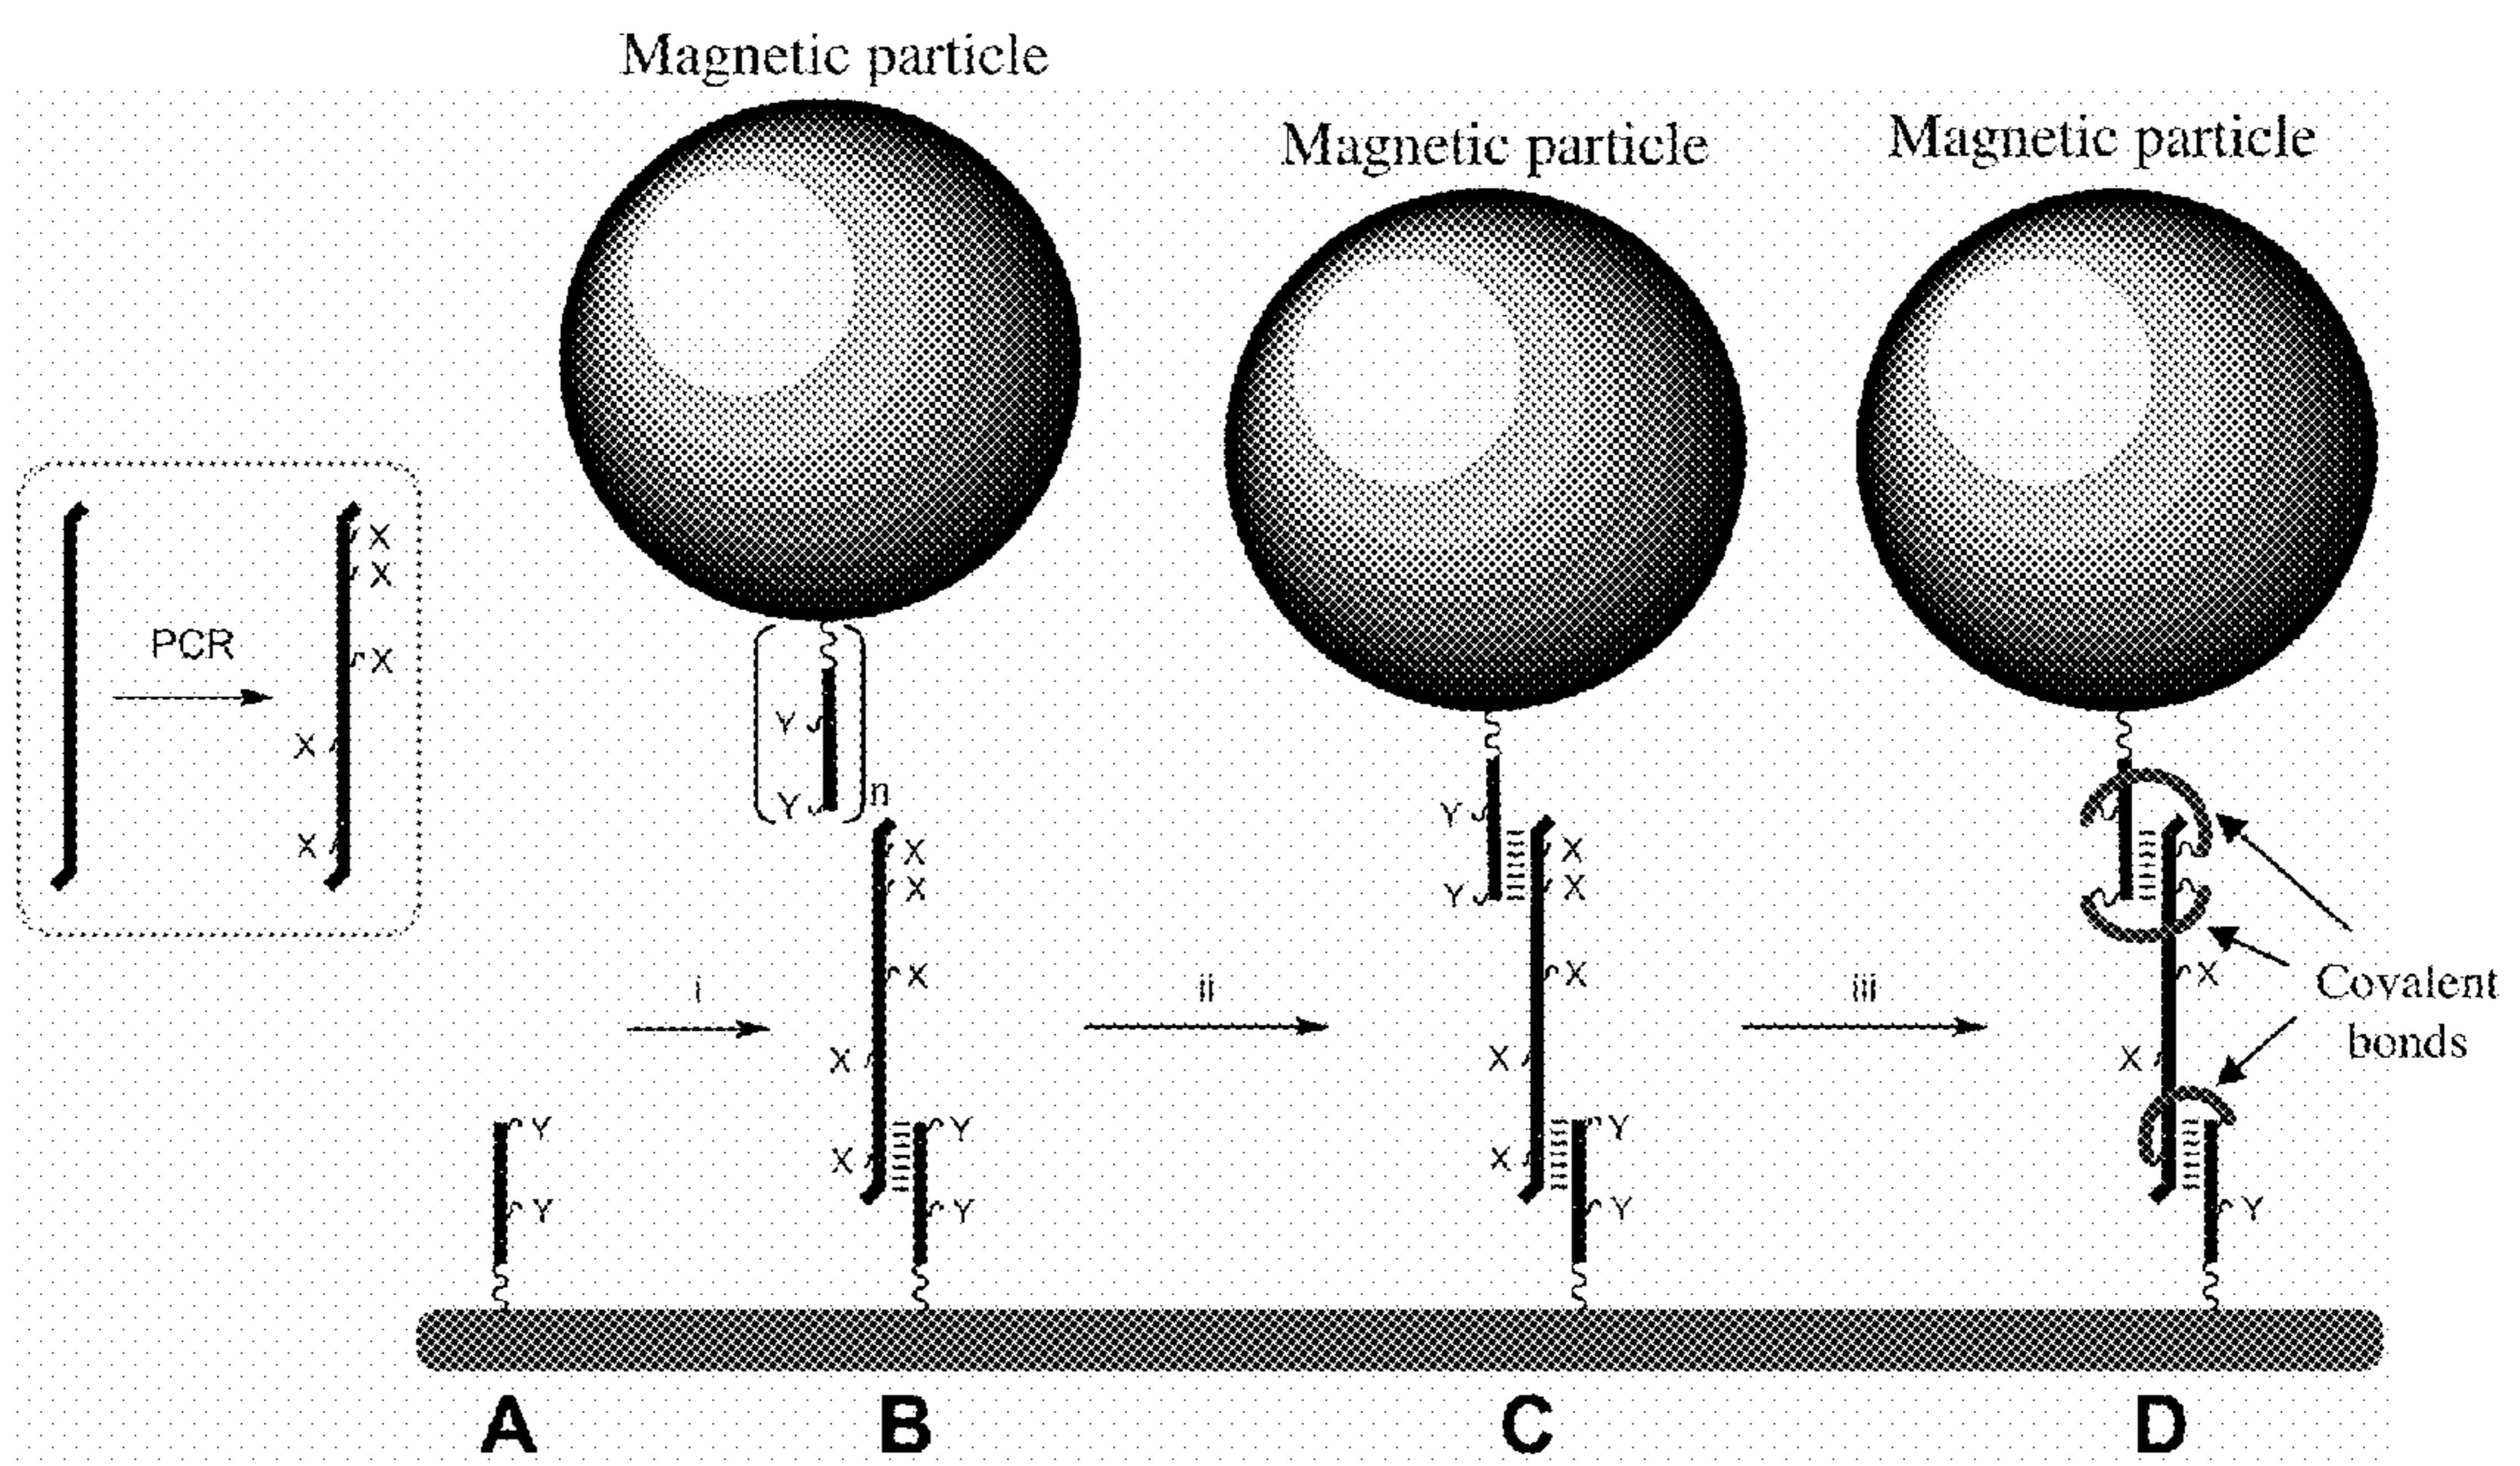 Magnetic particle
Magnetic particle
Magnetic particle
X
X
PCR
X
X
X
Y
Y
n
X
X
X
X
X
Y
Y
Y
Y
X
X
X
X
X
Y
Y
X
X
Y
Covalent
bonds
i
ii
iii
Y
Y
A
B
C
D